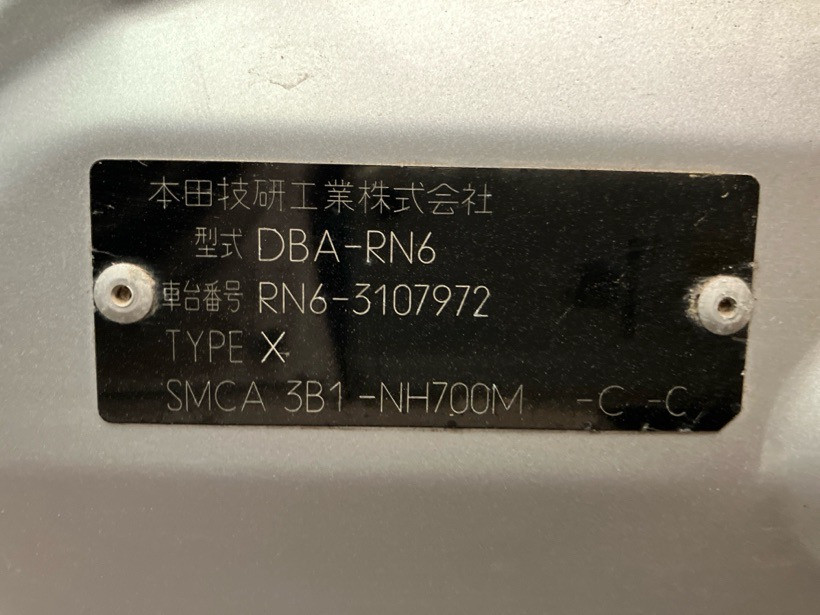 本田技研工業株式会社
型式 DBA-RN6
車台番号 RN6-3107972
TYPE X
SMCA 3B1-NH700M -C -C